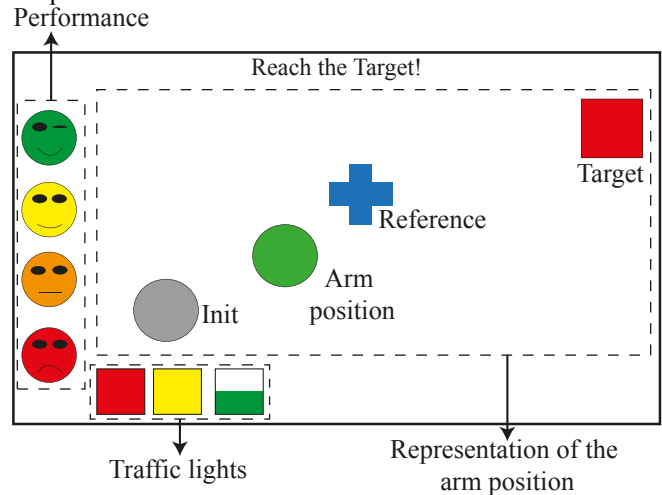 Performance
Reach the Target!
Target
Reference
Arm
position
Init
Traffic lights
Representation of the
arm position